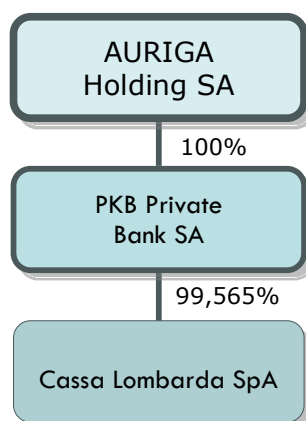 AURIGA
Holding SA
100%
PKB Private
Bank SA
99,565%
Cassa Lombarda SpA